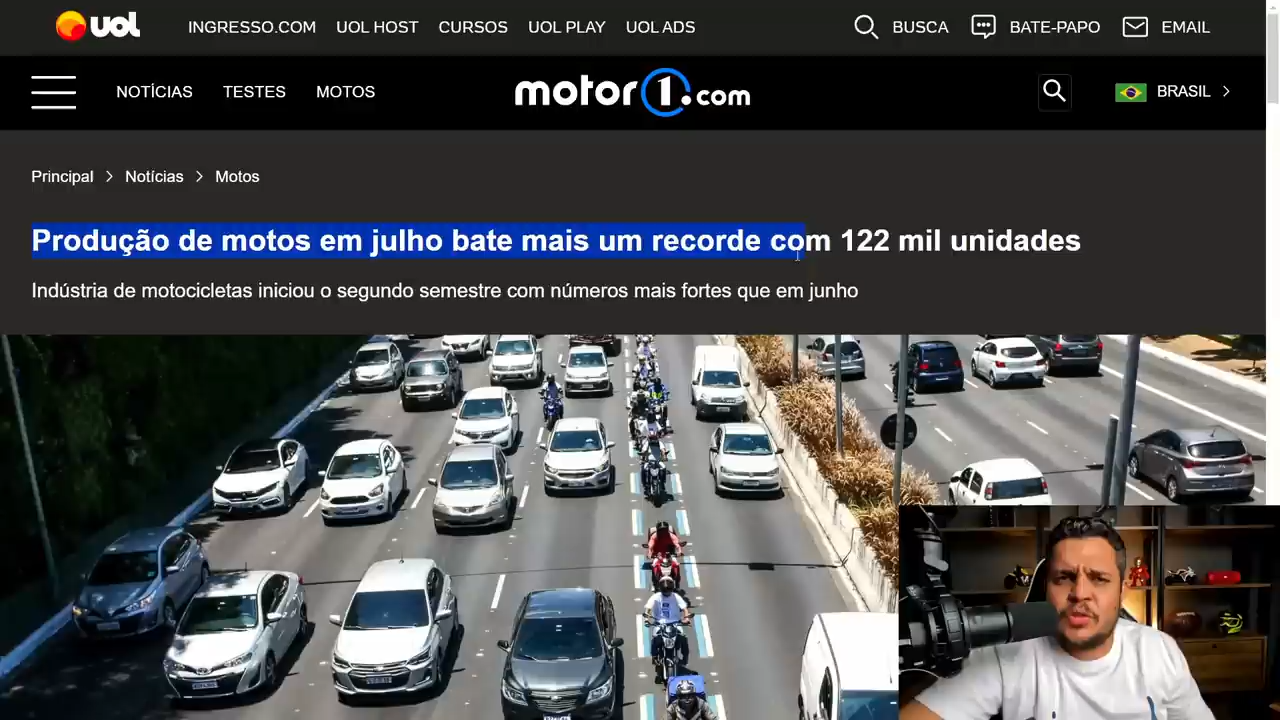 uol
INGRESSO.COM UOL HOST CURSOS UOL PLAY UOL ADS BUSCA BATE-PAPO EMAIL
NOTÍCIAS TESTES MOTOS motor1.com BRASIL
Principal > Notícias > Motos
Produção de motos em julho bate mais um recorde com 122 mil unidades
Indústria de motocicletas iniciou o segundo semestre com números mais fortes que em junho